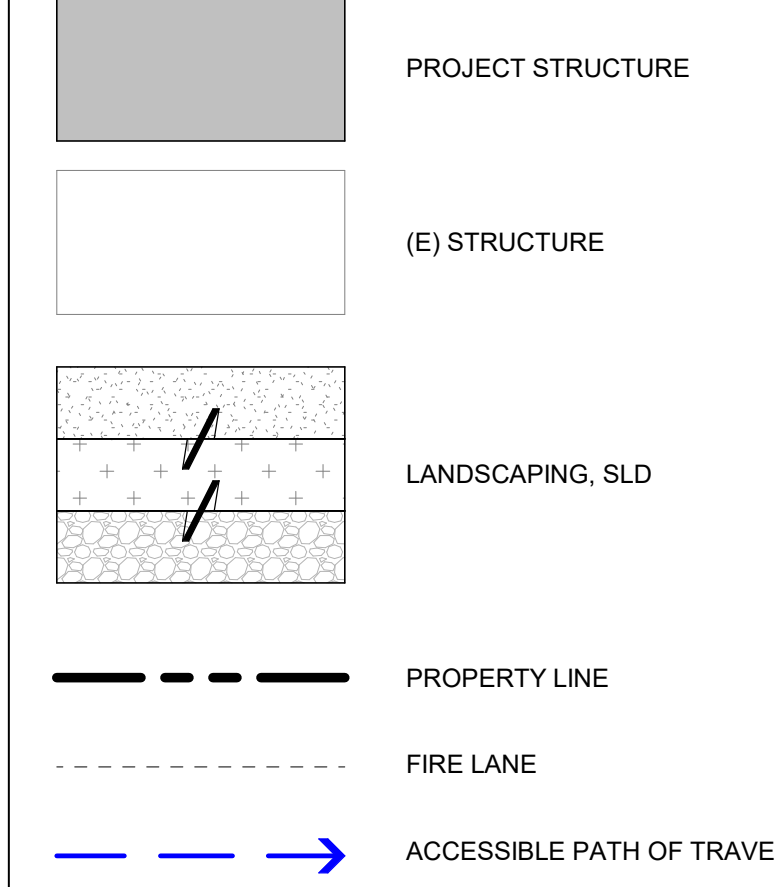 PROJECT STRUCTURE
(E) STRUCTURE
LANDSCAPING, SLD
PROPERTY LINE
FIRE LANE
ACCESSIBLE PATH OF TRAVE